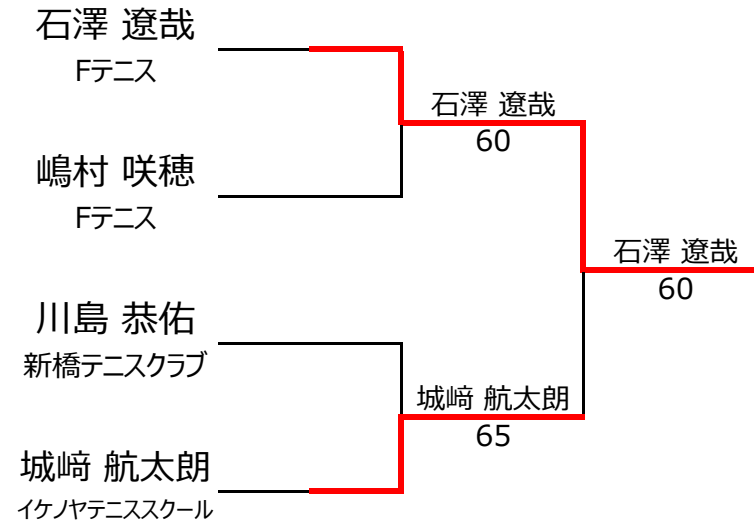 石澤 遼哉
Fテニス
石澤 遼哉
60
嶋村 咲穂
Fテニス
石澤 遼哉
60
川島 恭佑
新橋テニスクラブ
城﨑 航太朗
65
城﨑 航太朗
イケノヤテニススクール